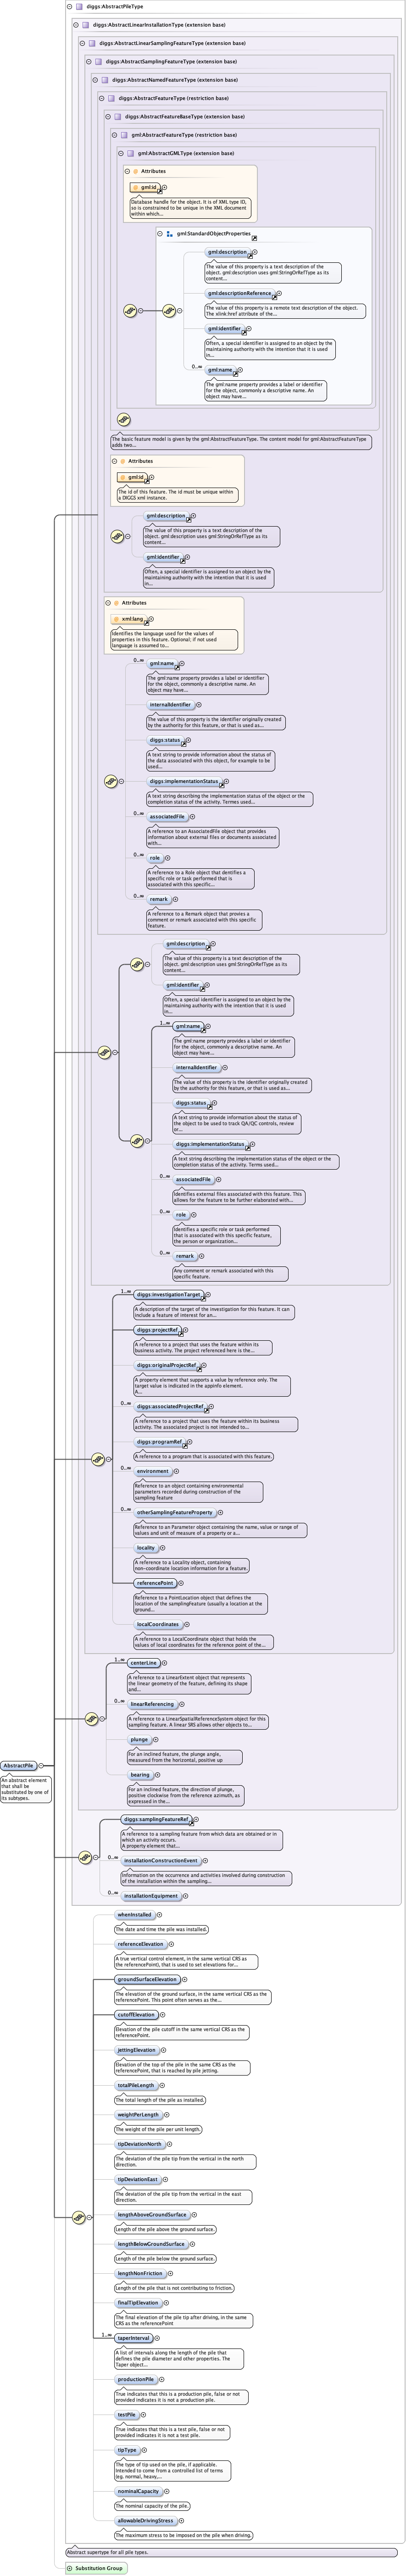 diggs:AbstractPileType
diggs:AbstractLinearInstallationType (extension base)
diggs:AbstractLinearSamplingFeatureType (extension base)
diggs:AbstractSamplingFeatureType (extension base)
diggs:AbstractNamedFeatureType (extension base)
diggs:AbstractFeatureType (restriction base)
diggs:AbstractFeatureBaseType (extension base)
gml:AbstractFeatureType (restriction base)
gml:AbstractGMLType (extension base)
Attributes
gml:id
Database handle for the object. It is of XML type ID,
so is constrained to be unique in the XML document
within which...
gml:StandardObjectProperties
gml:description
The value of this property is a text description of the
object. gml:description uses gml:StringOrRefType as its
content...
gml:descriptionReference
The value of this property is a remote text description of the object.
The xlink:href attribute of the...
gml:identifier
Often, a special identifier is assigned to an object by the
maintaining authority with the intention that it is used
in...
0..∞
gml:name
The gml:name property provides a label or identifier
for the object, commonly a descriptive name. An
object may have...
The basic feature model is given by the gml:AbstractFeatureType. The content model for gml:AbstractFeatureType
adds two...
Attributes
gml:id
The id of this feature. The id must be unique within
a DIGGS xml instance.
gml:description
The value of this property is a text description of the
object. gml:description uses gml:StringOrRefType as its
content...
gml:identifier
Often, a special identifier is assigned to an object by the
maintaining authority with the intention that it is used
in...
Attributes
xml:lang
Identifies the language used for the values of
properties in this feature. Optional; if not used
language is assumed to...
0..∞
gml:name
The gml:name property provides a label or identifier
for the object, commonly a descriptive name. An
object may have...
internalIdentifier
The value of this property is the identifier originally created
by the authority for this feature, or that is used as...
diggs:status
A text string to provide information about the status of
the data associated with this object, for example to be
used...
diggs:implementationStatus
A text string describing the implementation status of the object or the
completion status of the activity. Termes used...
0..∞
associatedFile
A reference to an AssociatedFile object that provides
information about external files or documents associated
with...
0..∞
role
A reference to a Role object that dentifies a
specific role or task performed that is
associated with this specific...
0..∞
remark
A reference to a Remark object that provies a
comment or remark associated with this specific
feature.
gml:description
The value of this property is a text description of the
object. gml:description uses gml:StringOrRefType as its
content...
gml:identifier
Often, a special identifier is assigned to an object by the
maintaining authority with the intention that it is used
in...
1..∞
gml:name
The gml:name property provides a label or identifier
for the object, commonly a descriptive name. An
object may have...
internalIdentifier
The value of this property is the identifier originally created
by the authority for this feature, or that is used as...
diggs:status
A text string to provide information about the status of
the object to be used to track QA/QC controls, review
or...
diggs:implementationStatus
A text string describing the implementation status of the object or the
completion status of the activity. Terms used...
0..∞
associatedFile
Identifies external files associated with this feature. This
allows for the feature to be further elaborated with...
0..∞
role
Identifies a specific role or task performed
that is associated with this specific feature,
the person or organization...
0..∞
remark
Any comment or remark associated with this
specific feature.
1..∞
diggs:investigationTarget
A description of the target of the investigation for this feature. It can
include a feature of interest for an...
diggs:projectRef
A reference to a project that uses the feature within its
business activity. The project referenced here is the...
diggs:originalProjectRef
A property element that supports a value by reference only. The
target value is indicated in the appinfo element.
A...
0..∞
diggs:associatedProjectRef
A reference to a project that uses the feature within its business
activity. The associated project is not intended to...
diggs:programRef
A reference to a program that is associated with this feature.
0..∞
environment
Reference to an object containing environmental
parameters recorded during construction of the
sampling feature
0..∞
otherSamplingFeatureProperty
Reference to an Parameter object containing the name, value or range of
values and unit of measure of a property or a...
locality
A reference to a Locality object, containing
non-coordinate location information for a feature.
referencePoint
Reference to a PointLocation object that defines the
location of the samplingFeature (usually a location at the
ground...
localCoordinates
A reference to a LocalCoordinate object that holds the
values of local coordinates for the reference point of the...
1..∞
centerLine
A reference to a LinearExtent object that represents
the linear geometry of the feature, defining its shape
and...
0..∞
linearReferencing
A reference to a LinearSpatialReferenceSystem object for this
sampling feature. A linear SRS allows other objects to...
plunge
For an inclined feature, the plunge angle,
measured from the horizontal, positive up
bearing
For an inclined feature, the direction of plunge,
positive clockwise from the reference azimuth, as
expressed in the...
AbstractPile
An abstract element
that shall be
substituted by one of
its subtypes.
diggs:samplingFeatureRef
A reference to a sampling feature from which data are obtained or in
which an activity occurs.
A property element that...
0..∞
installationConstructionEvent
Information on the occurrence and activities involved during construction
of the installation within the sampling...
0..∞
installationEquipment
whenInstalled
The date and time the pile was installed.
referenceElevation
A true vertical control element, in the same vertical CRS as
the referencePoint), that is used to set elevations for...
groundSurfaceElevation
The elevation of the ground surface, in the same vertical CRS as the
referencePoint. This point often serves as the...
cutoffElevation
Elevation of the pile cutoff in the same vertical CRS as the
referencePoint.
jettingElevation
Elevation of the top of the pile in the same CRS as the
referencePoint, that is reached by pile jetting.
totalPileLength
The total length of the pile as installed.
weightPerLength
The weight of the pile per unit length.
tipDeviationNorth
The deviation of the pile tip from the vertical in the north
direction.
tipDeviationEast
The deviation of the pile tip from the vertical in the east
direction.
lengthAboveGroundSurface
Length of the pile above the ground surface.
lengthBelowGroundSurface
Length of the pile below the ground surface.
lengthNonFriction
Length of the pile that is not contributing to friction.
finalTipElevation
The final elevation of the pile tip after driving, in the same
CRS as the referencePoint
1..∞
taperInterval
A list of intervals along the length of the pile that
defines the pile diameter and other properties. The
Taper object...
productionPile
True indicates that this is a production pile, false or not
provided indicates it is not a production pile.
testPile
True indicates that this is a test pile, false or not
provided indicates it is not a test pile.
tipType
The type of tip used on the pile, if applicable.
Intended to come from a controlled list of terms
(eg. normal, heavy,...
nominalCapacity
The nominal capacity of the pile.
allowableDrivingStress
The maximum stress to be imposed on the pile when driving.
Abstract supertype for all pile types.
Substitution Group